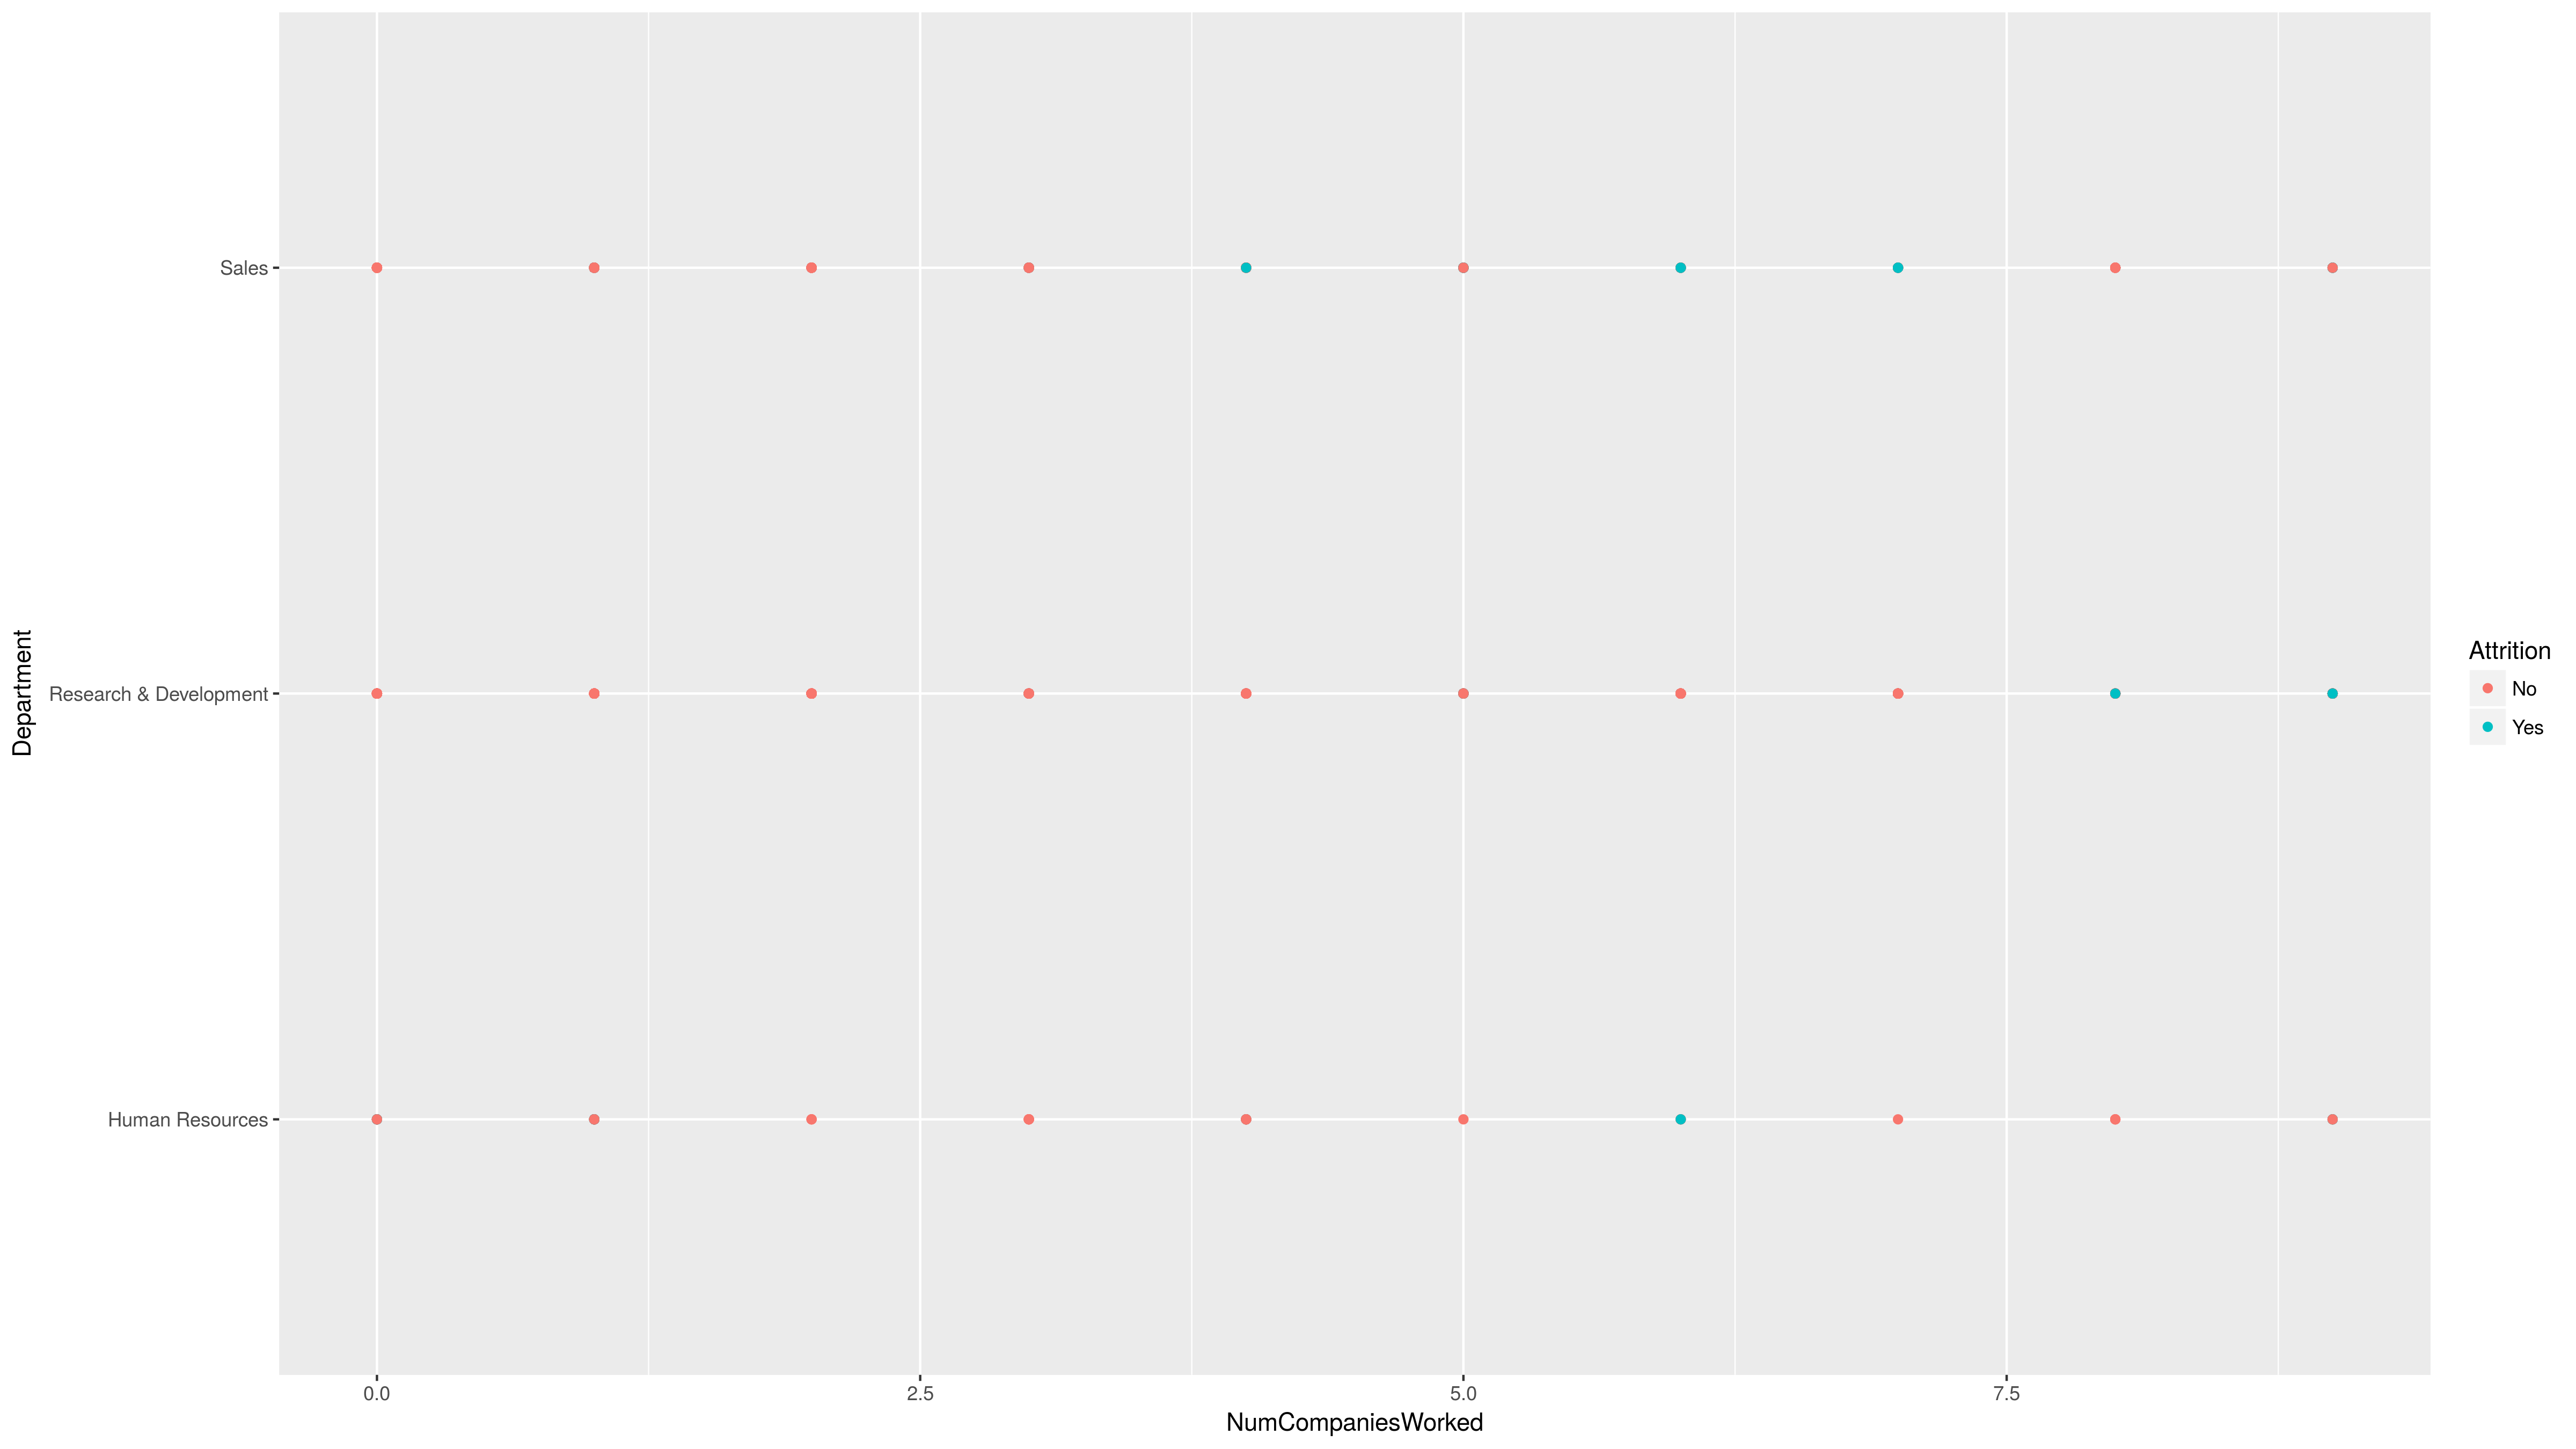 Sales
Research & Development
Human Resources
Department
0.0
2.5
5.0
7.5
NumCompaniesWorked
Attrition
No
Yes